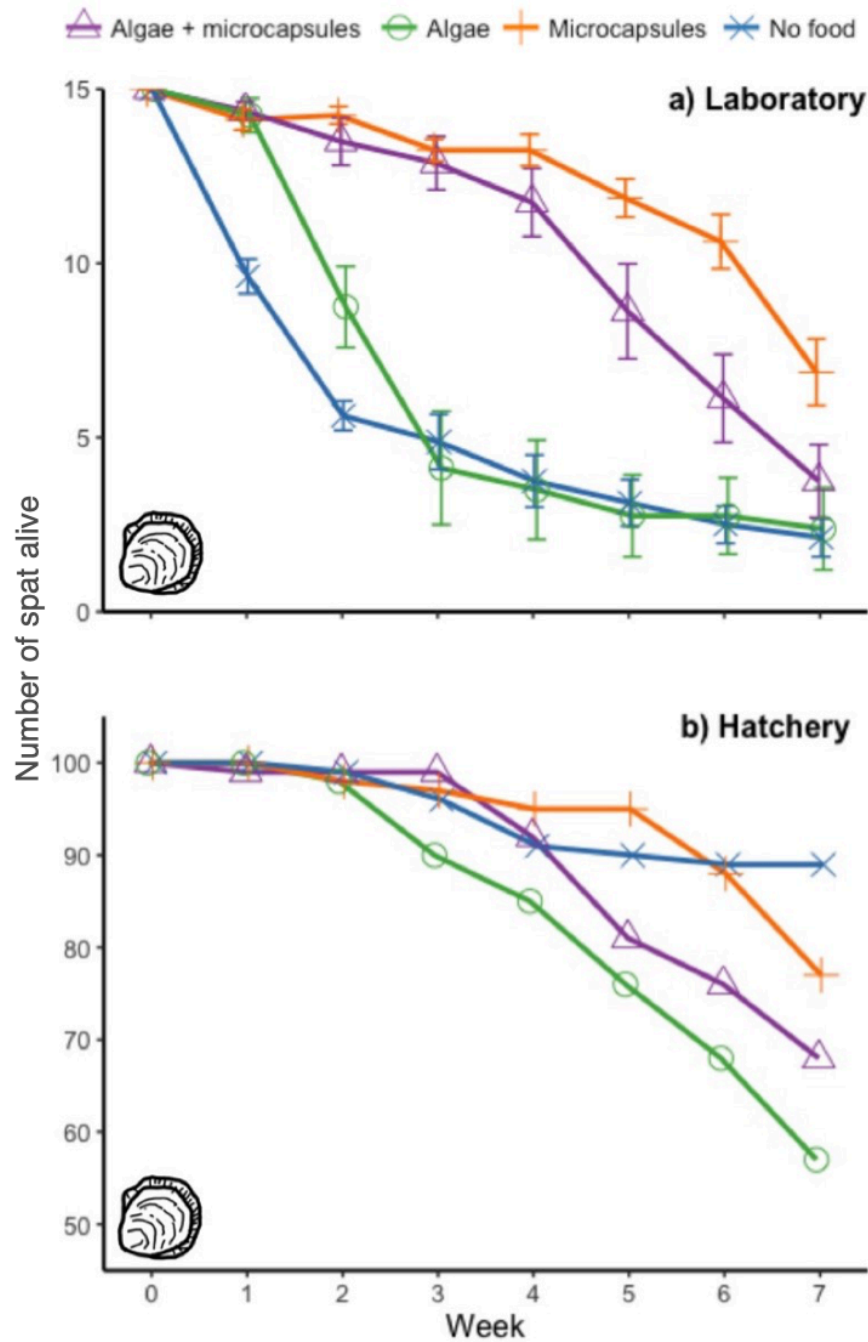 Algae + microcapsules Algae Microcapsules No food
a) Laboratory
15
10
5
0
Number of spat alive
b) Hatchery
100
90
80
70
60
50
0 1 2 3 4 5 6 7
Week